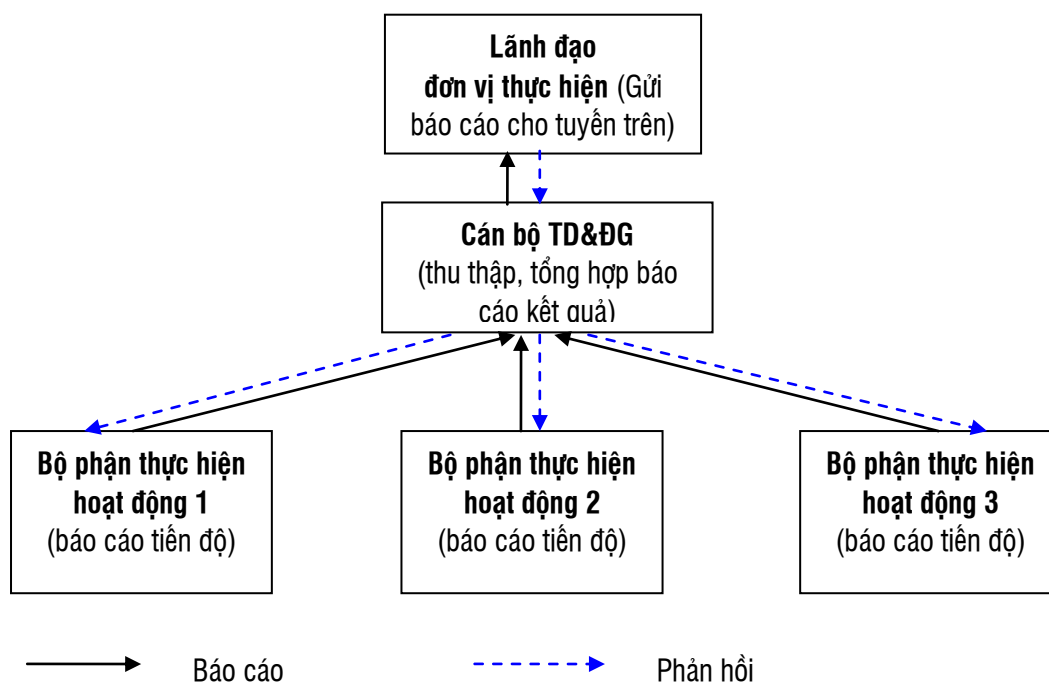 Lãnh đạo
đơn vị thực hiện (Gửi
báo cáo cho tuyến trên)
Cán bộ TD&ĐG
(thu thập, tổng hợp báo
cáo kết quả)
Bộ phận thực hiện
hoạt động 1
(báo cáo tiến độ)
Bộ phận thực hiện
hoạt động 2
(báo cáo tiến độ)
Bộ phận thực hiện
hoạt động 3
(báo cáo tiến độ)
Báo cáo
Phản hồi